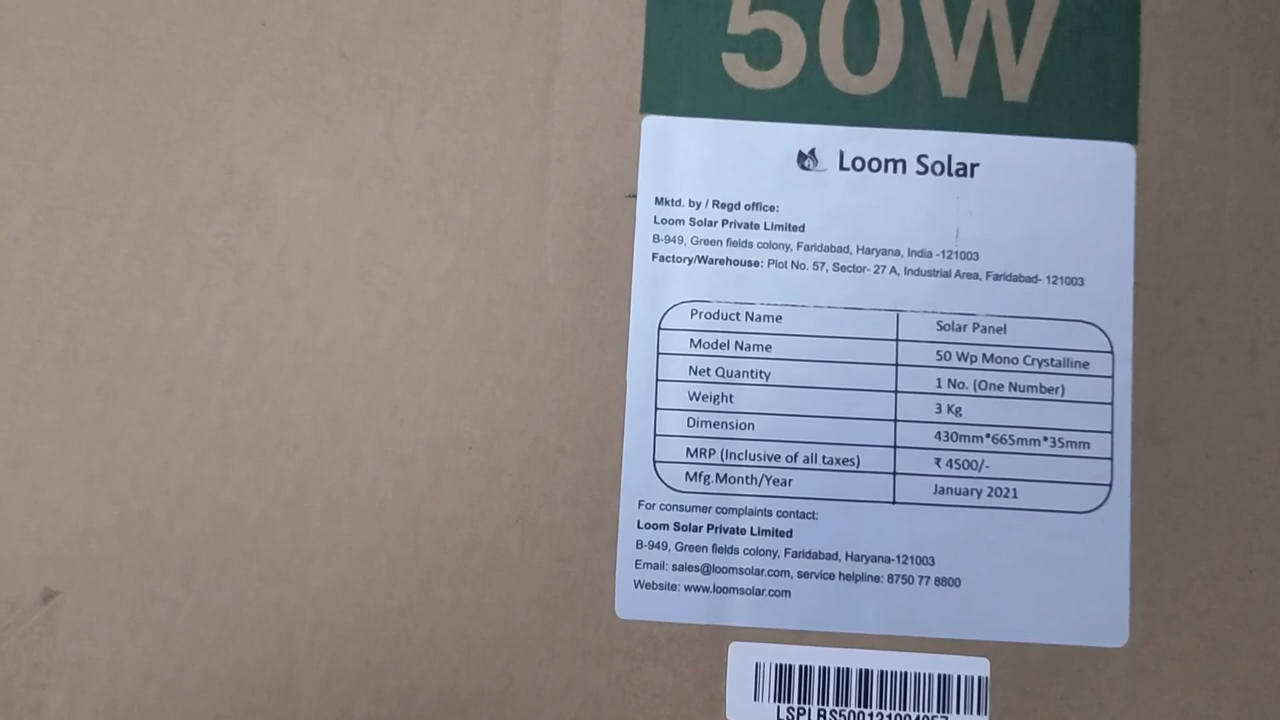 50W
Loom Solar
Mktd. by / Regd office:
Loom Solar Private Limited
B-949, Green fields colony, Faridabad, Haryana, India -121003
Factory/Warehouse: Plot No. 57, Sector- 27 A, Industrial Area, Faridabad- 121003
Product Name Solar Panel
Model Name 50 Wp Mono Crystalline
Net Quantity 1 No. (One Number)
Weight 3 Kg
Dimension 430mm*665mm*35mm
MRP (Inclusive of all taxes) ₹ 4500/-
Mfg.Month/Year January 2021
For consumer complaints contact:
Loom Solar Private Limited
B-949, Green fields colony, Faridabad, Haryana-121003
Email: sales@loomsolar.com, service helpline: 8750 77 8800
Website: www.loomsolar.com